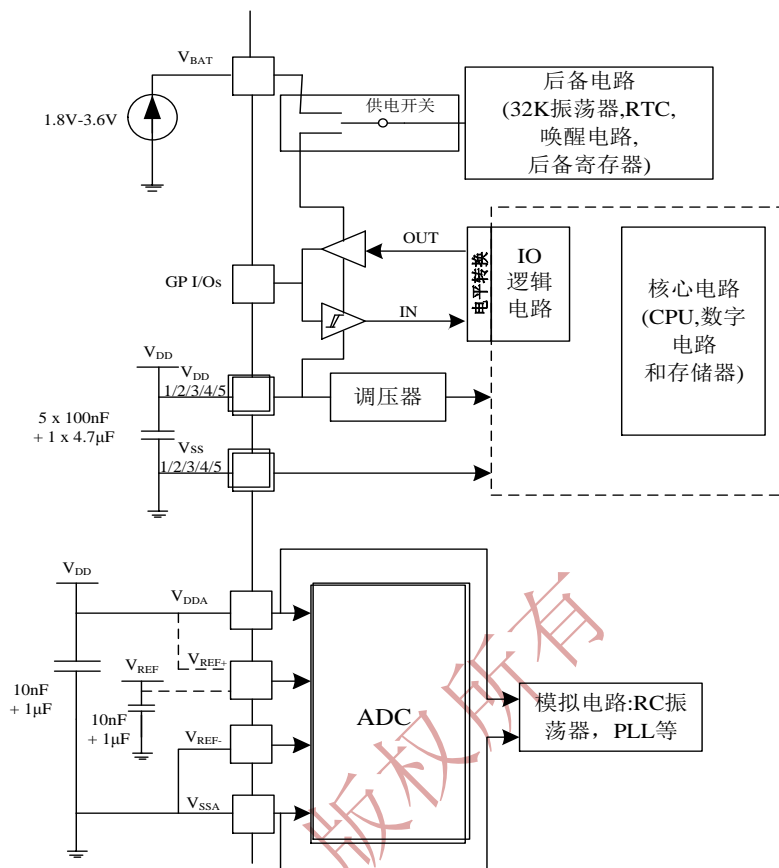 VBAT
1.8V-3.6V
供电开关
后备电路
(32K振荡器,RTC,
唤醒电路,
后备寄存器)
OUT
GP I/Os
IN
电平转换
IO
逻辑
电路
核心电路
(CPU,数字
电路
和存储器)
VDD
VDD
1/2/3/4/5
调压器
5 x 100nF
+ 1 x 4.7μF
VSS
1/2/3/4/5
VDD
VDDA
VREF+
VREF
10nF
+ 1μF
10nF
+ 1μF
VREF-
VSSA
ADC
模拟电路:RC振
荡器，PLL等
版权所有